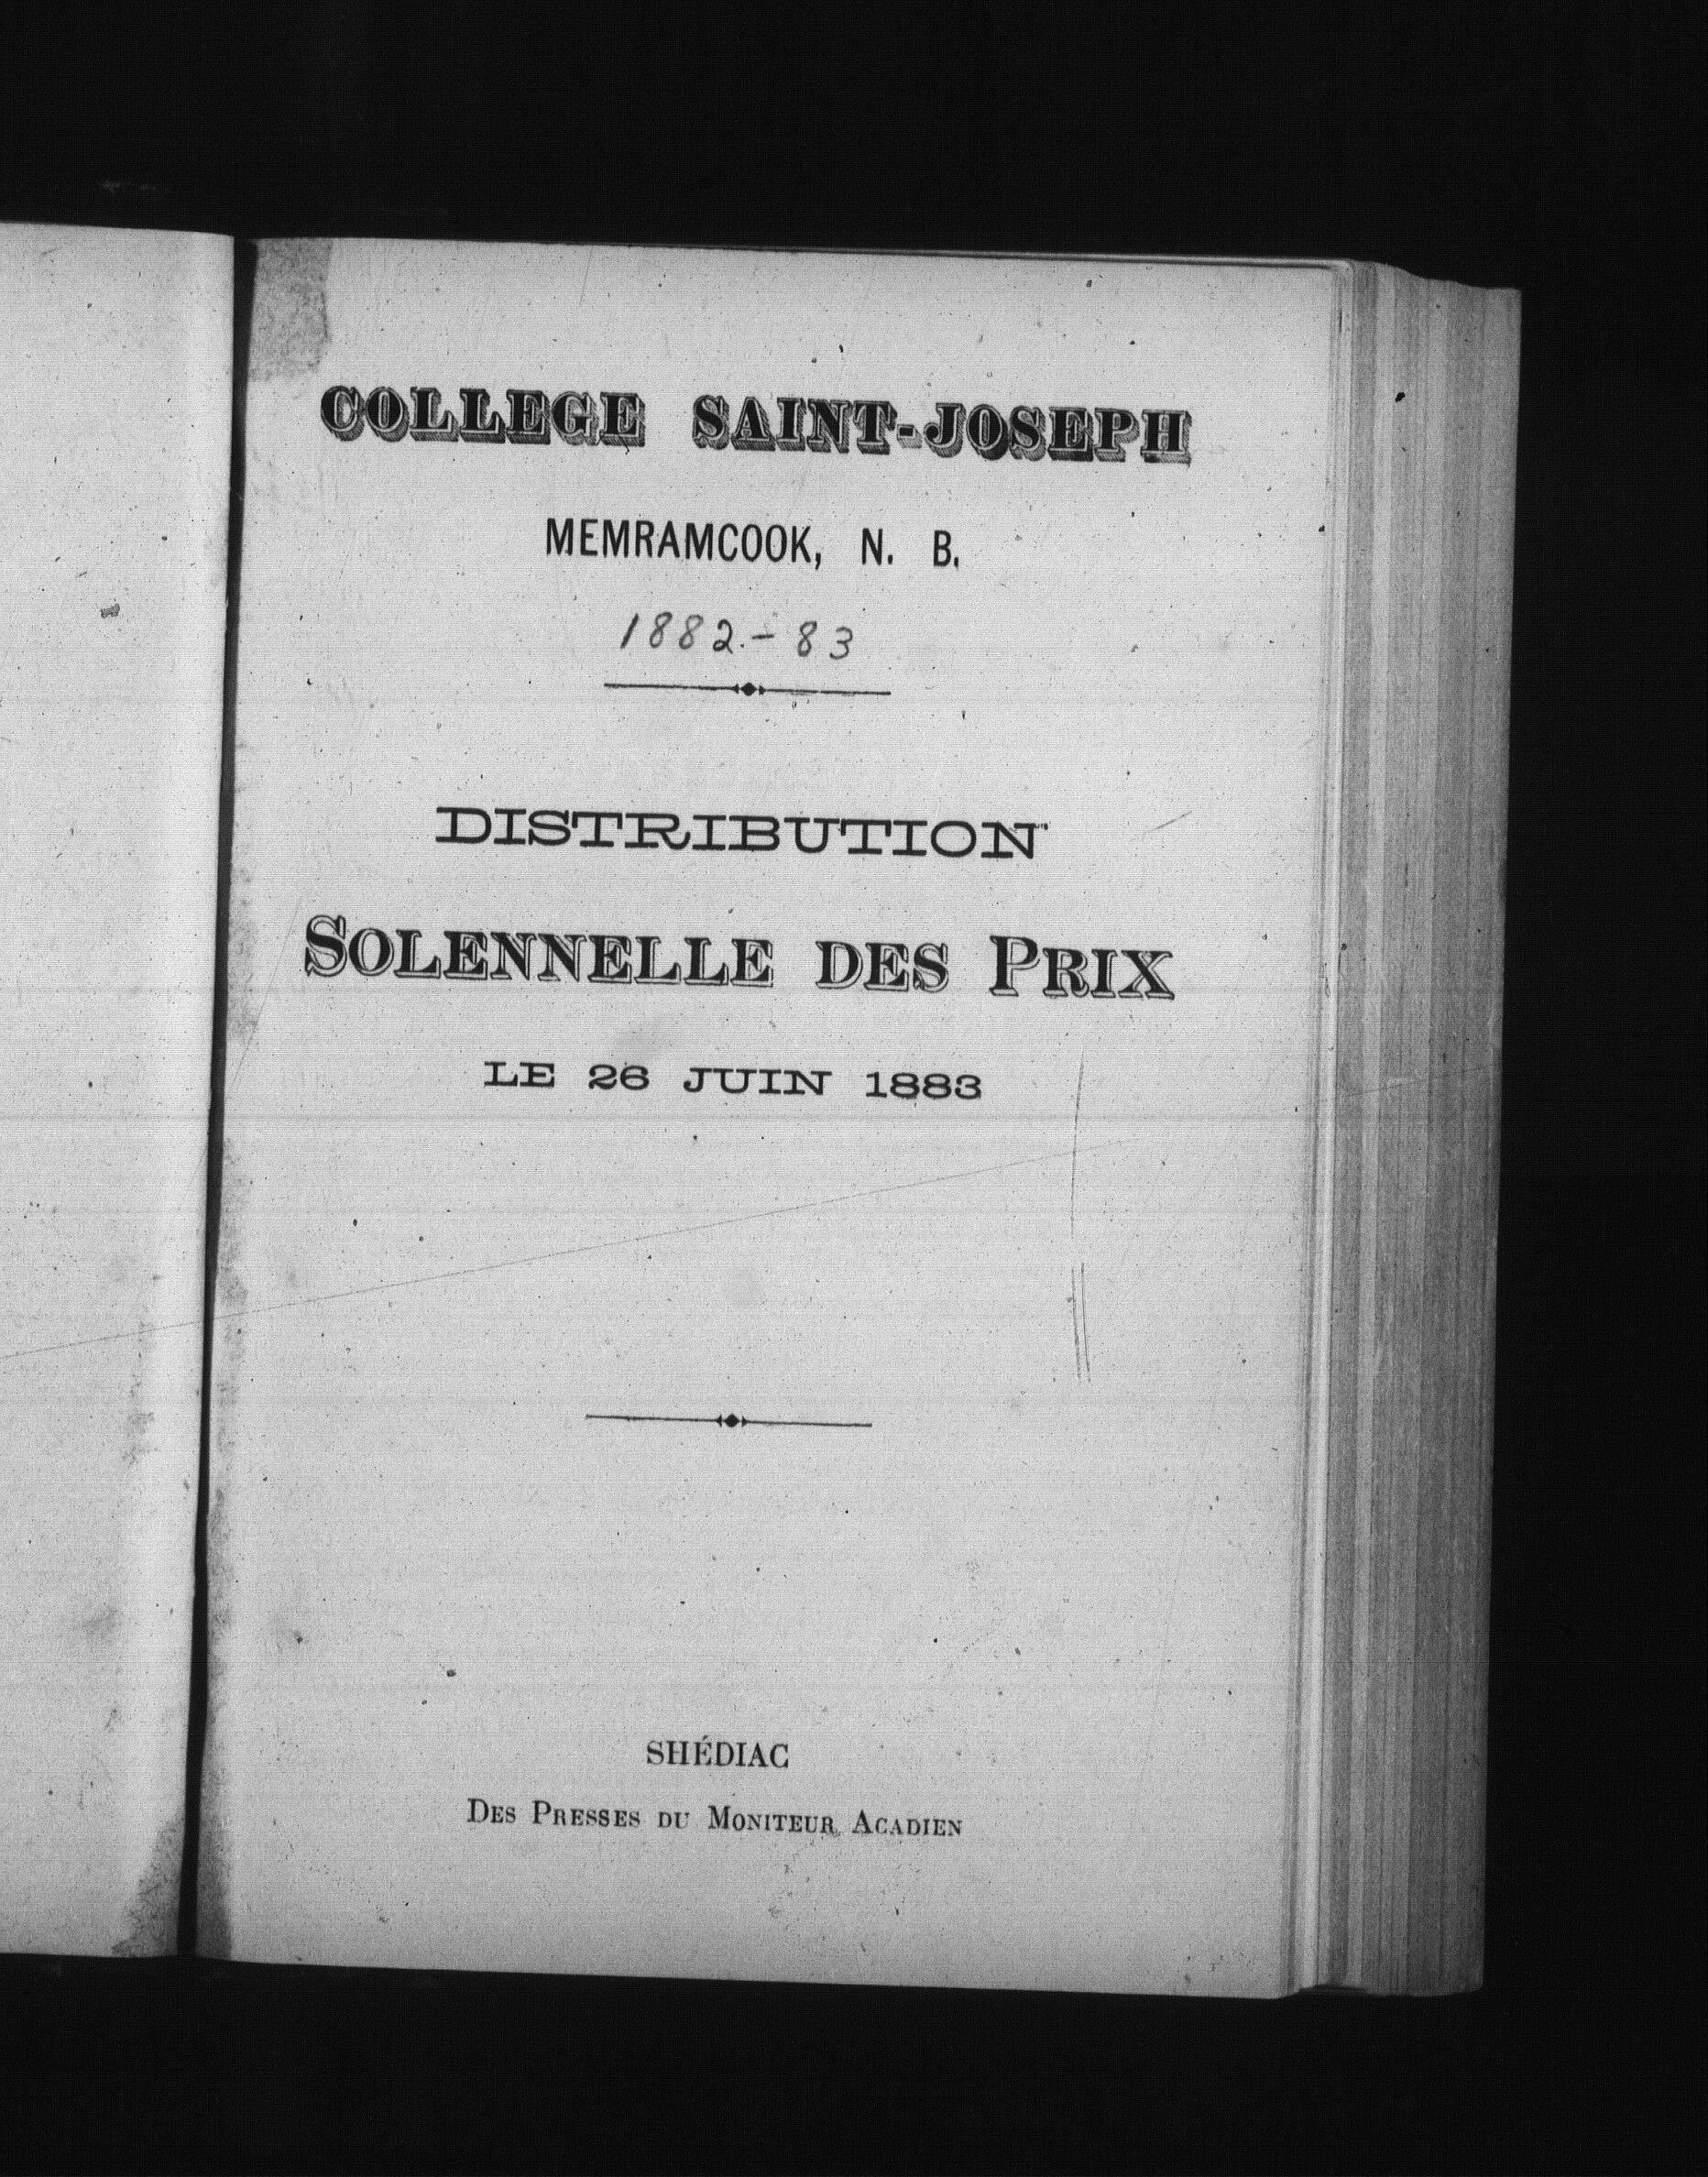 COLLEGE SAINT-JOSEPH
MEMRAMCOOK, N. B.
1882-83
DISTRIBUTION
SOLENNELLE DES PRIX
LE 26 JUIN 1883
SHÉDIAC
DES PRESSES DU MONITEUR ACADIEN